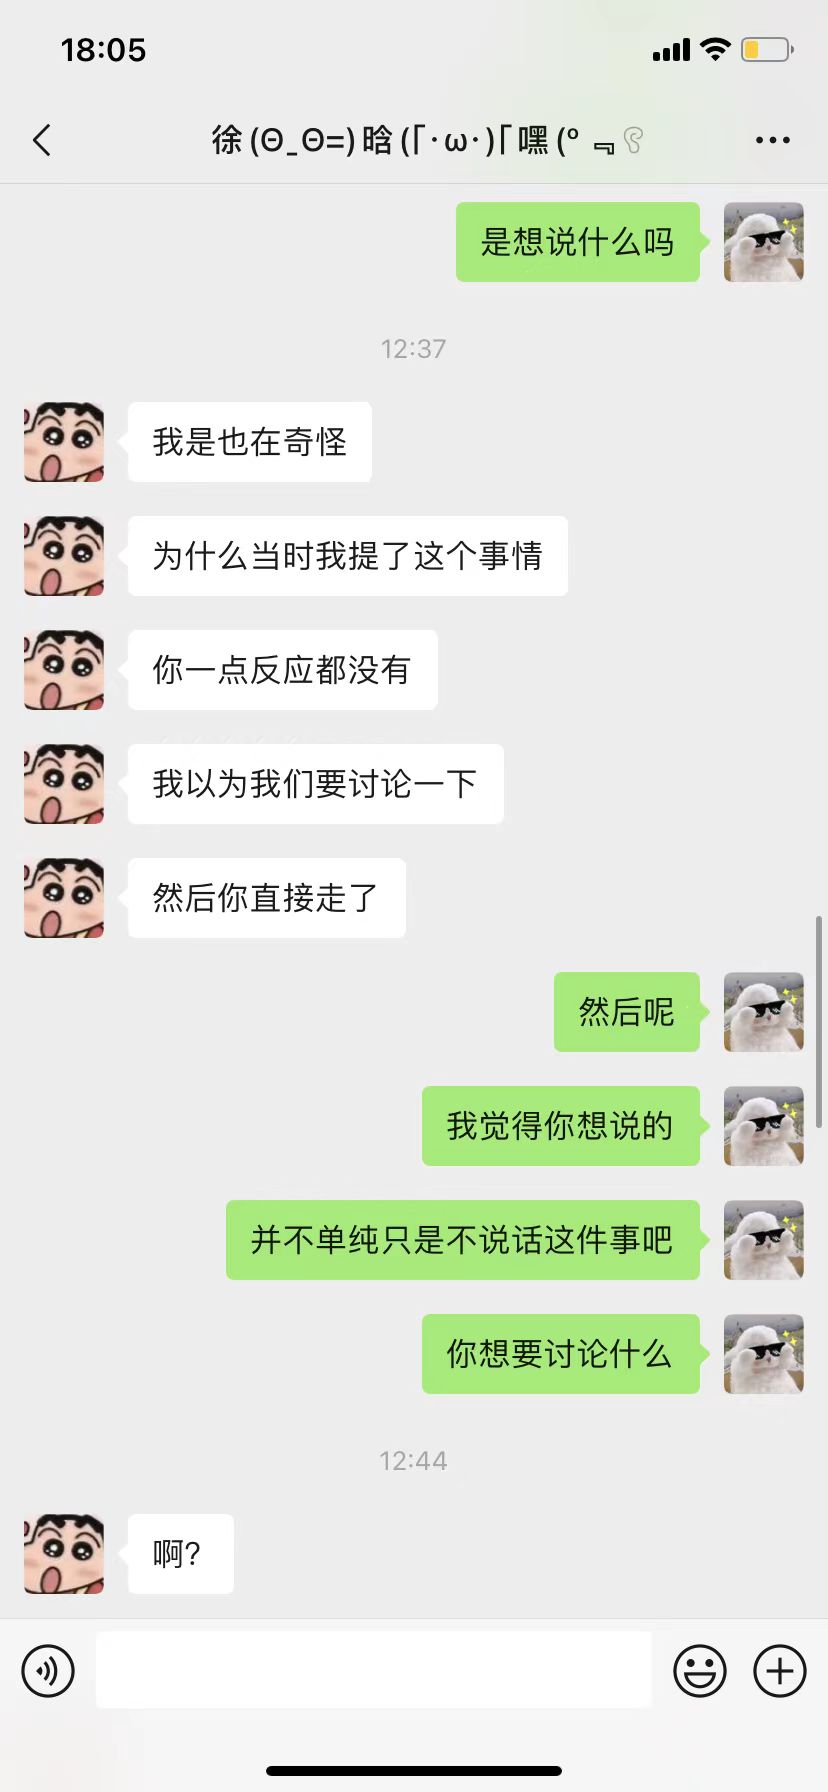 18:05
徐(Θ_Θ=)晗(「·ω·)「嘿(º﹃👂
是想说什么吗
12:37
我是也在奇怪
为什么当时我提了这个事情
你一点反应都没有
我以为我们要讨论一下
然后你直接走了
然后呢
我觉得你想说的
并不单纯只是不说话这件事吧
你想要讨论什么
12:44
啊?